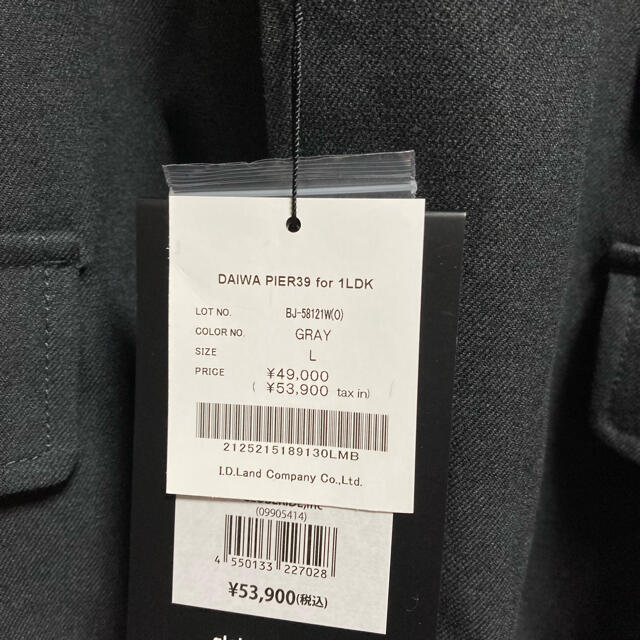 DAIWA PIER39 for 1LDK
LOT NO. BJ-58121W(O)
COLOR NO. GRAY
SIZE L
PRICE ¥49,000
( ¥53,900 tax in)
2125215189130LMB
I.D.Land Company Co.,Ltd.
(09905414)
4 550133 227028
¥53,900(税込)